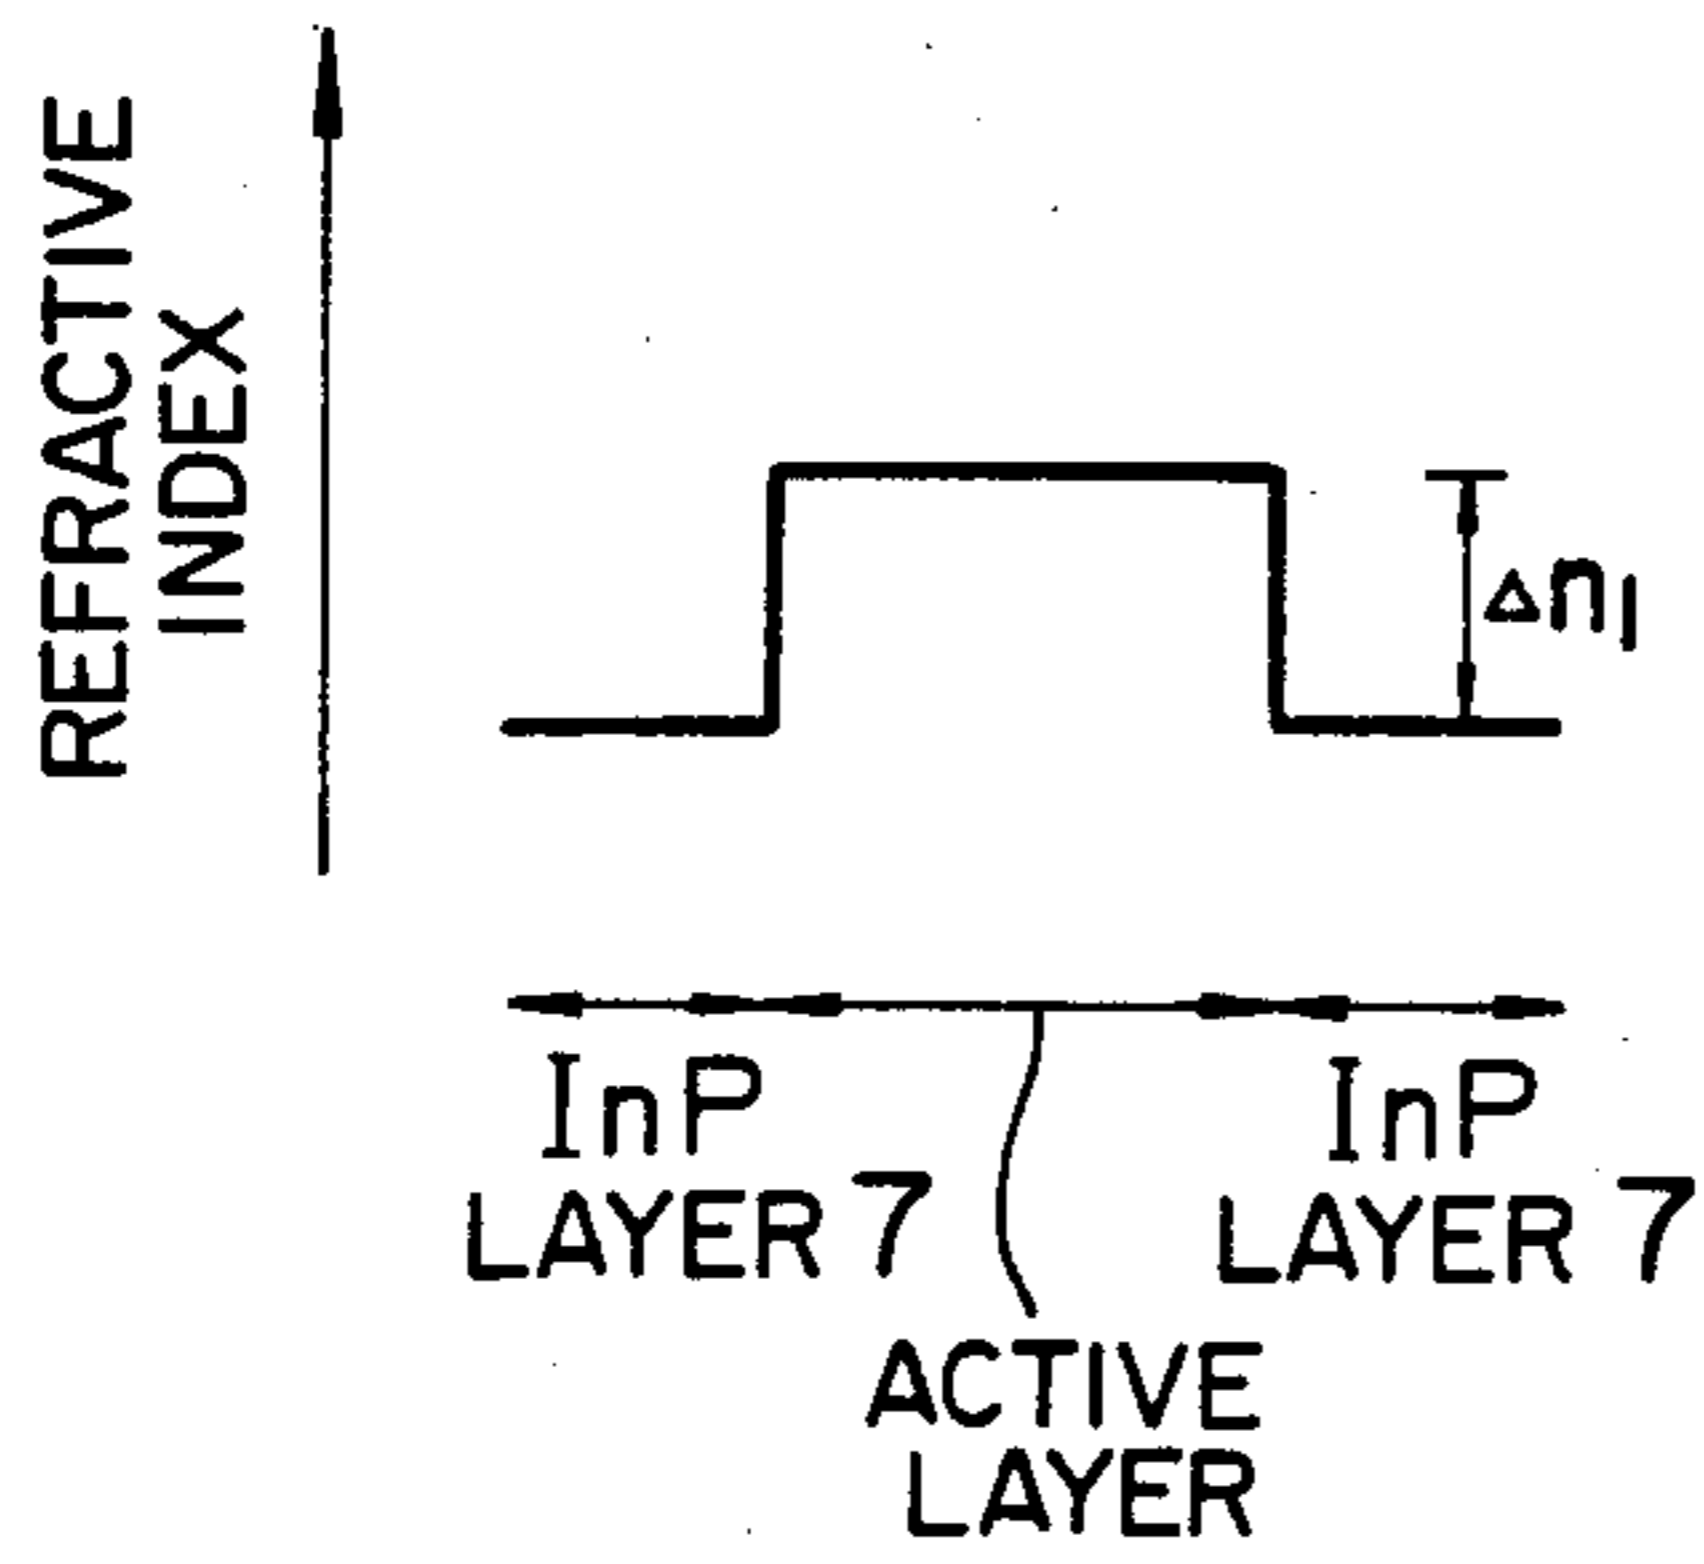 REFRACTIVE
INDEX
Δn1
InP
LAYER 7
InP
LAYER 7
ACTIVE
LAYER